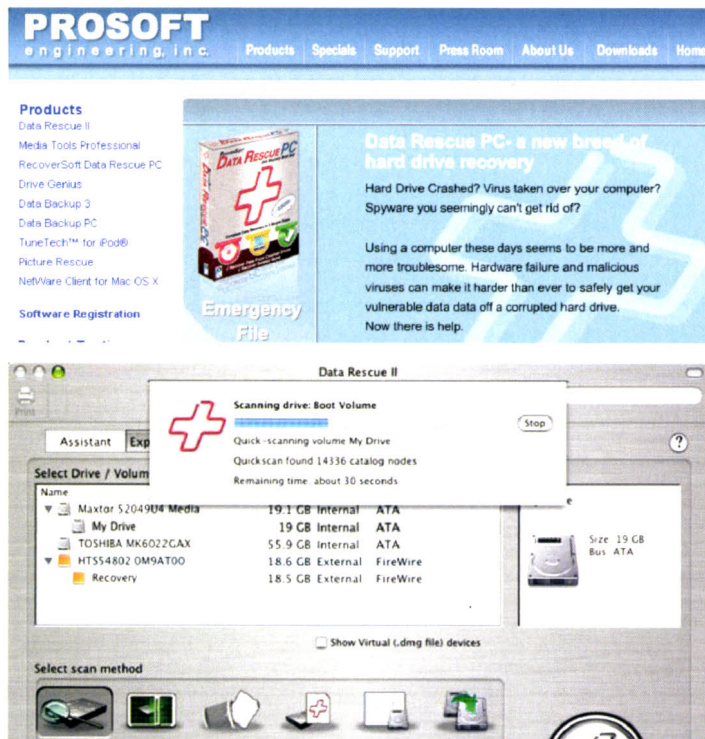 PROSOFT
engineering, inc.
Products Specials Support Press Room About Us Downloads Home
Products
Data Rescue II
Media Tools Professional
RecoverSoft Data Rescue PC
Drive Genius
Data Backup 3
Data Backup PC
TuneTech™ for iPod®
Picture Rescue
NetWare Client for Mac OS X
Software Registration
DATA RESCUE PC
Emergency
File
Data Rescue PC- a new breed of
hard drive recovery
Hard Drive Crashed? Virus taken over your computer?
Spyware you seemingly can't get rid of?
Using a computer these days seems to be more and
more troublesome. Hardware failure and malicious
viruses can make it harder than ever to safely get your
vulnerable data data off a corrupted hard drive.
Now there is help.
Data Rescue II
Print
Scanning drive: Boot Volume
Stop
Quick-scanning volume My Drive
Quickscan found 14336 catalog nodes
Remaining time: about 30 seconds
Assistant Exp
?
Select Drive / Volum
Name
Maxtor 52049U4 Media 19.1 GB Internal ATA
My Drive 19 GB Internal ATA
TOSHIBA MK6022GAX 55.9 GB Internal ATA
HTS54802 0M9AT00 18.6 GB External FireWire
Recovery 18.5 GB External FireWire
Size 19 GB
Bus ATA
Show Virtual (.dmg file) devices
Select scan method